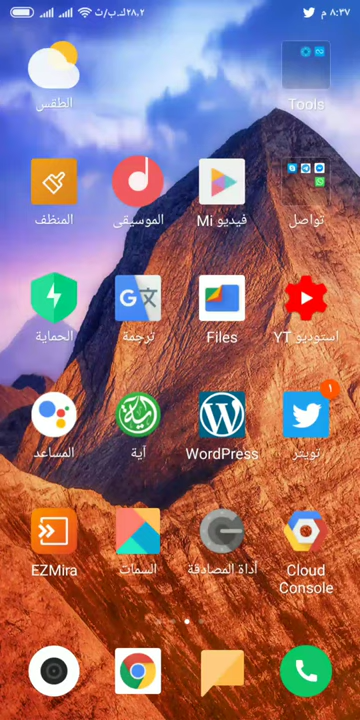 ٨:٣٧ م
٢٨,٢ك.ب/ث
Tools
الطقس
تواصل
فيديو Mi
الموسيقى
المنظف
استوديو YT
Files
ترجمة
الحماية
١
تويتر
WordPress
آية
المساعد
Cloud
Console
أداة المصادقة
السمات
EZMira